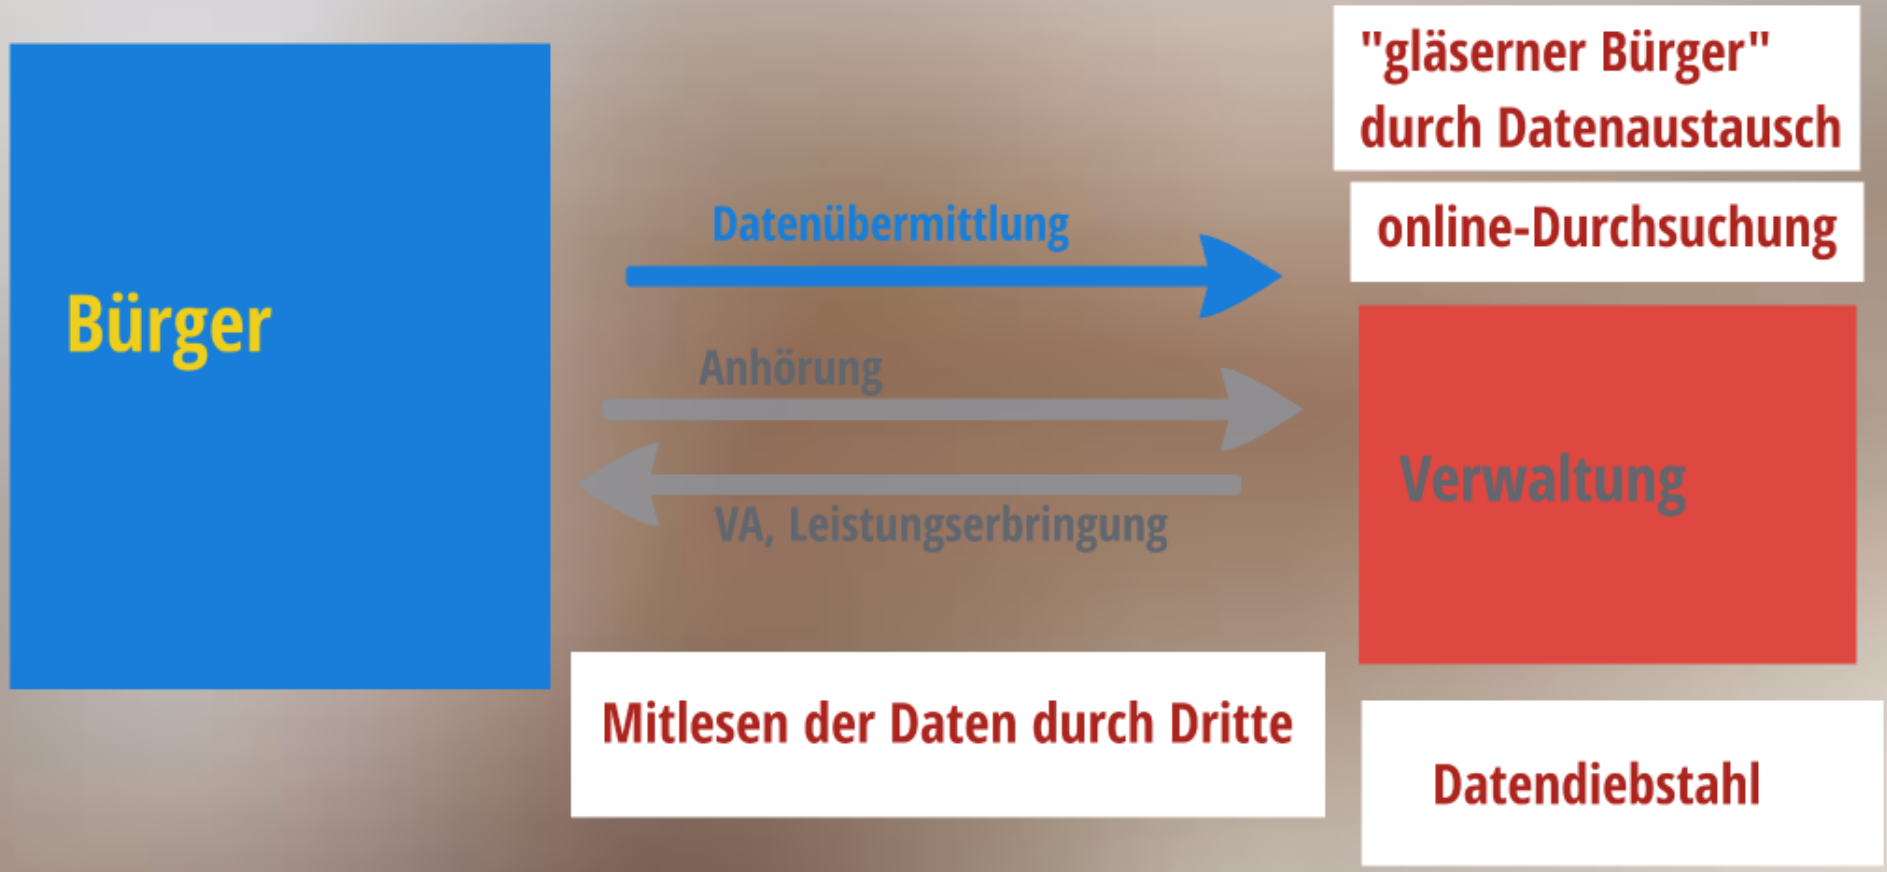 "gläserner Bürger"
durch Datenaustausch
online-Durchsuchung
Datenübermittlung
Bürger
Anhörung
Verwaltung
VA, Leistungserbringung
Mitlesen der Daten durch Dritte
Datendiebstahl